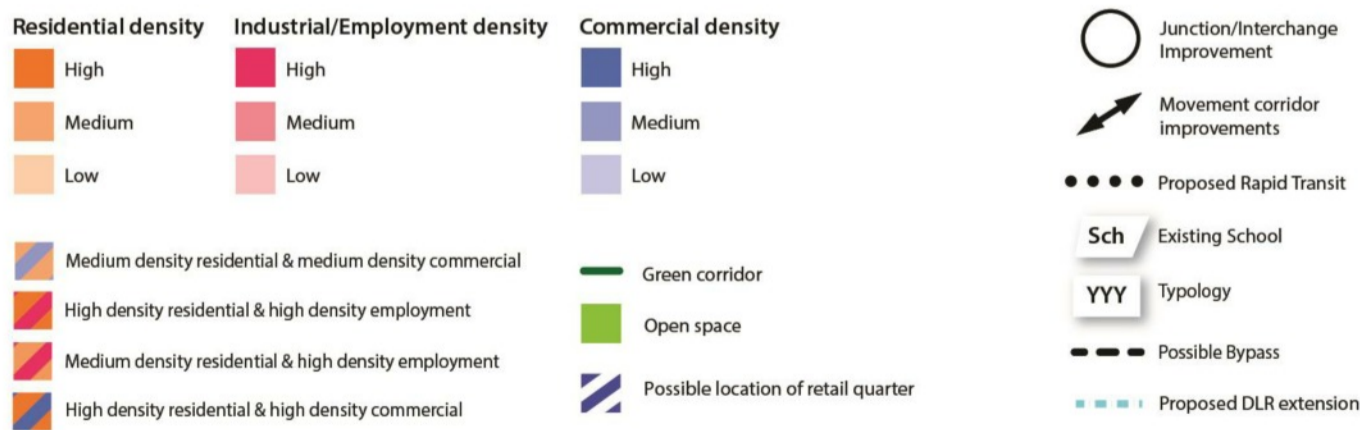 Residential density
High
Medium
Low
Industrial/Employment density
High
Medium
Low
Commercial density
High
Medium
Low
Medium density residential & medium density commercial
High density residential & high density employment
Medium density residential & high density employment
High density residential & high density commercial
Green corridor
Open space
Possible location of retail quarter
Junction/Interchange
Improvement
Movement corridor
improvements
Proposed Rapid Transit
Sch Existing School
YYY Typology
Possible Bypass
Proposed DLR extension